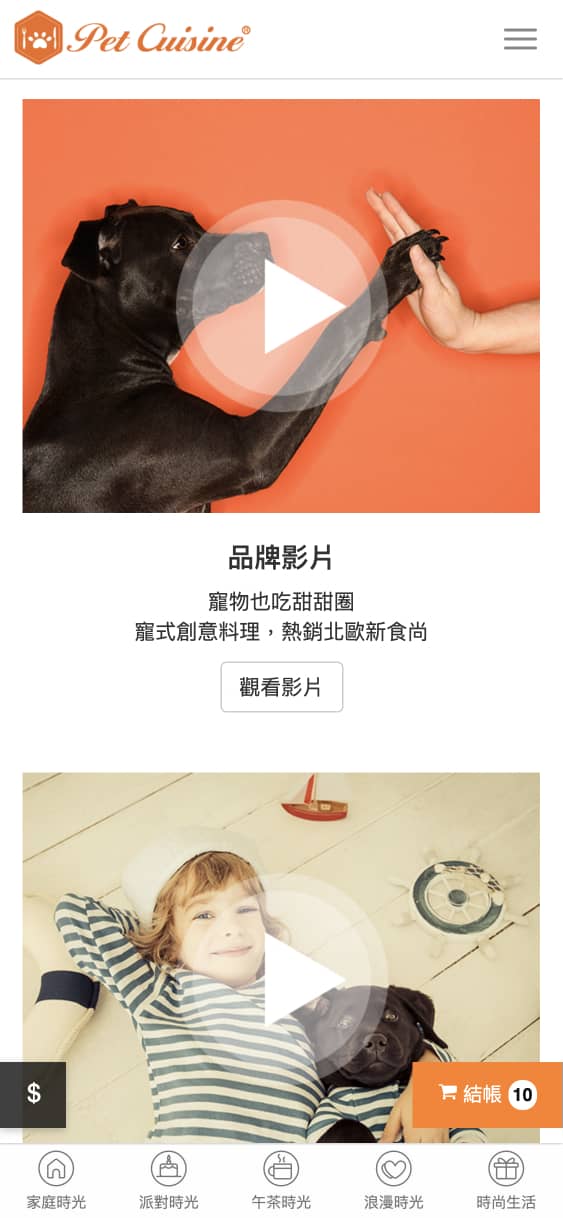 Pet Cuisine®
品牌影片
寵物也吃甜甜圈
寵式創意料理，熱銷北歐新食尚
觀看影片
$
結帳 10
家庭時光
派對時光
午茶時光
浪漫時光
時尚生活